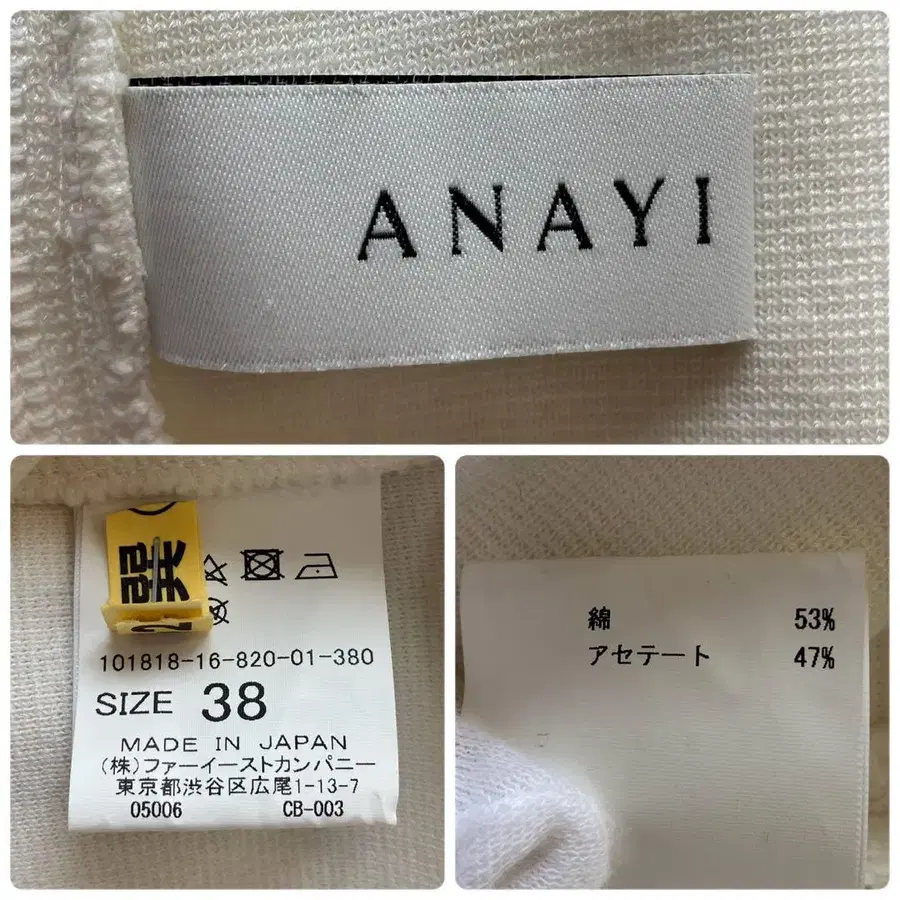 ANAYI
101818-16-820-01-380
SIZE 38
MADE IN JAPAN
(株)ファーイーストカンパニー
東京都渋谷区広尾1-13-7
05006 CB-003
綿 53%
アセテート 47%